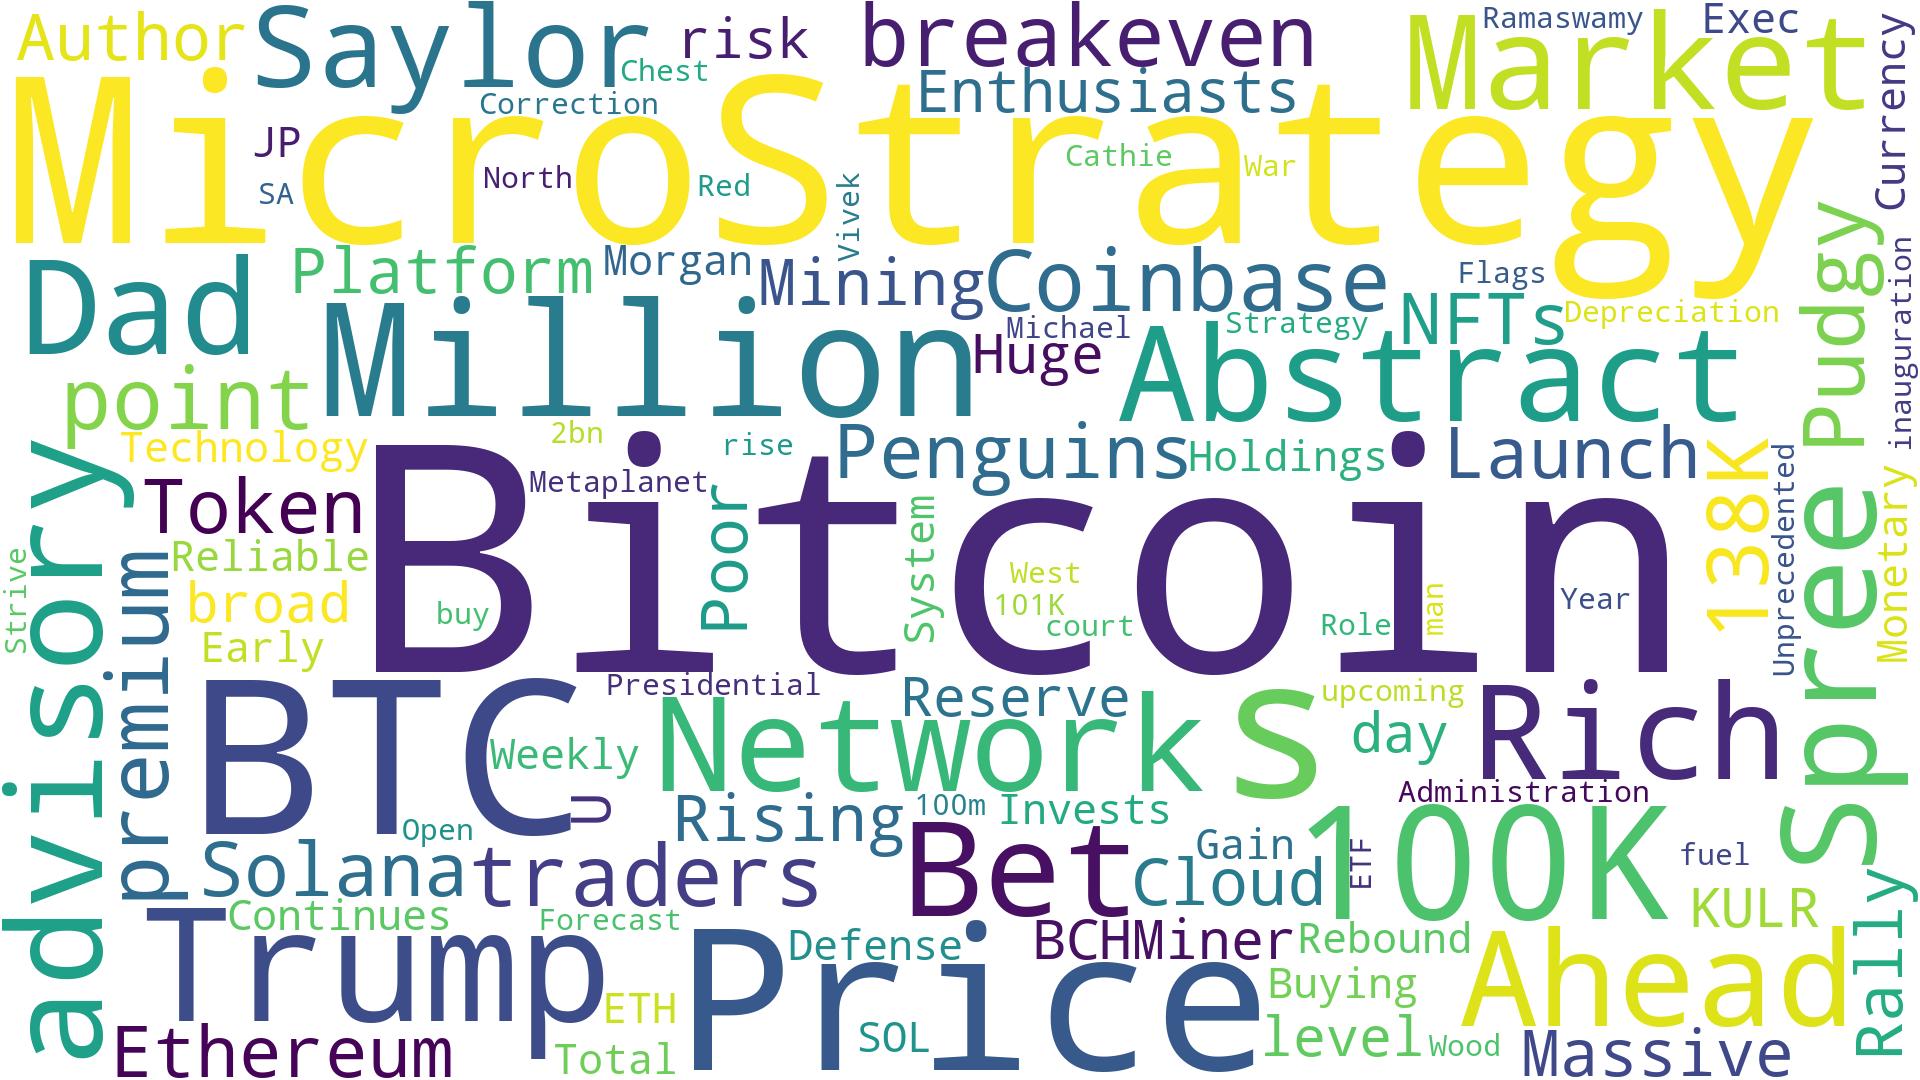 Author
Saylor
risk
breakeven
Market
Ramaswamy
Exec
Chest
Currency
Correction
Enthusiasts
MicroStrategy
JP
SA
North
Red
Cathie
War
Vivek
Dad
Platform
Morgan
Mining
Coinbase
Flags
Pudgy
inauguration
Million
Michael
Huge
Strategy
NFTs
Depreciation
Abstract
point
Technology
2bn
rise
Penguins
Holdings
Launch
Metaplanet
Token
Bitcoin
Poor
System
138K
Unprecedented
Monetary
Spree
advisory
Strive
premium
Reliable
broad
Early
buy
West
101K
court
Role
man
Year
Presidential
Reserve
upcoming
BTC
Weekly
Networks
day
Rich
Open
U
Rising
100m
Invests
Administration
100K
Solana
traders
Bet
Cloud
Gain
ETF
fuel
KULR
Rally
Trump
Continues
Forecast
Price
Defense
BCHMiner
Rebound
Ahead
ETH
SOL
Buying
level
Wood
Ethereum
Total
Massive